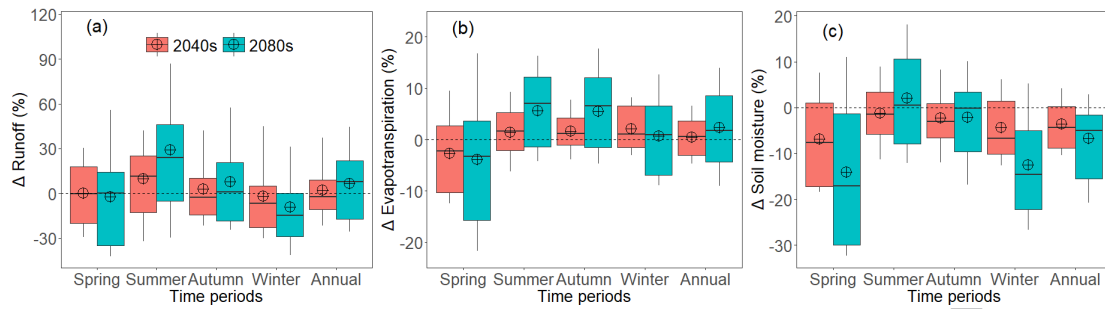 (a)
2040s 2080s
Δ Runoff (%)
120
90
60
30
0
-30
Spring Summer Autumn Winter Annual
Time periods
(b)
Δ Evapotranspiration (%)
20
10
0
-10
-20
Spring Summer Autumn Winter Annual
Time periods
(c)
Δ Soil moisture (%)
20
10
0
-10
-20
-30
Spring Summer Autumn Winter Annual
Time periods